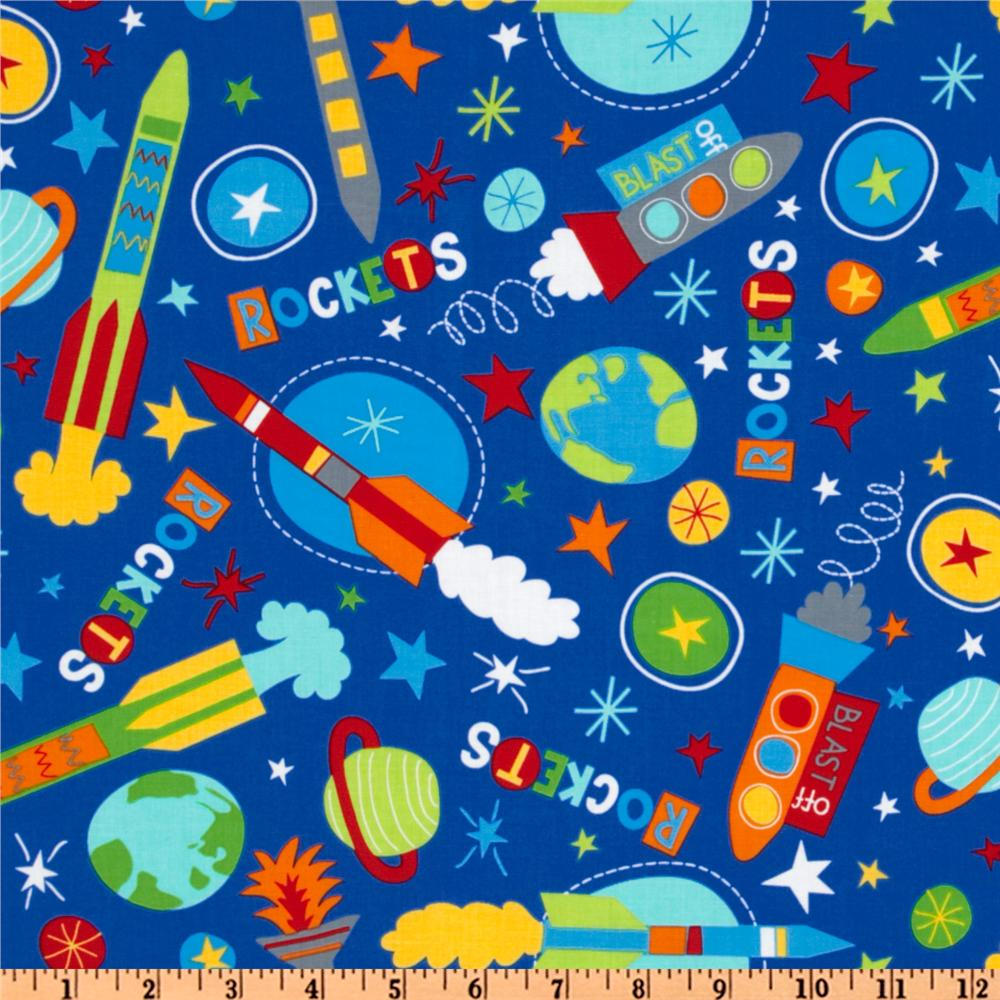 BLAST OFF
ROCKETS
ROCKETS
ROCKETS
ROCKETS
BLAST OFF
1 2 3 4 5 6 7 8 9 10 11 12